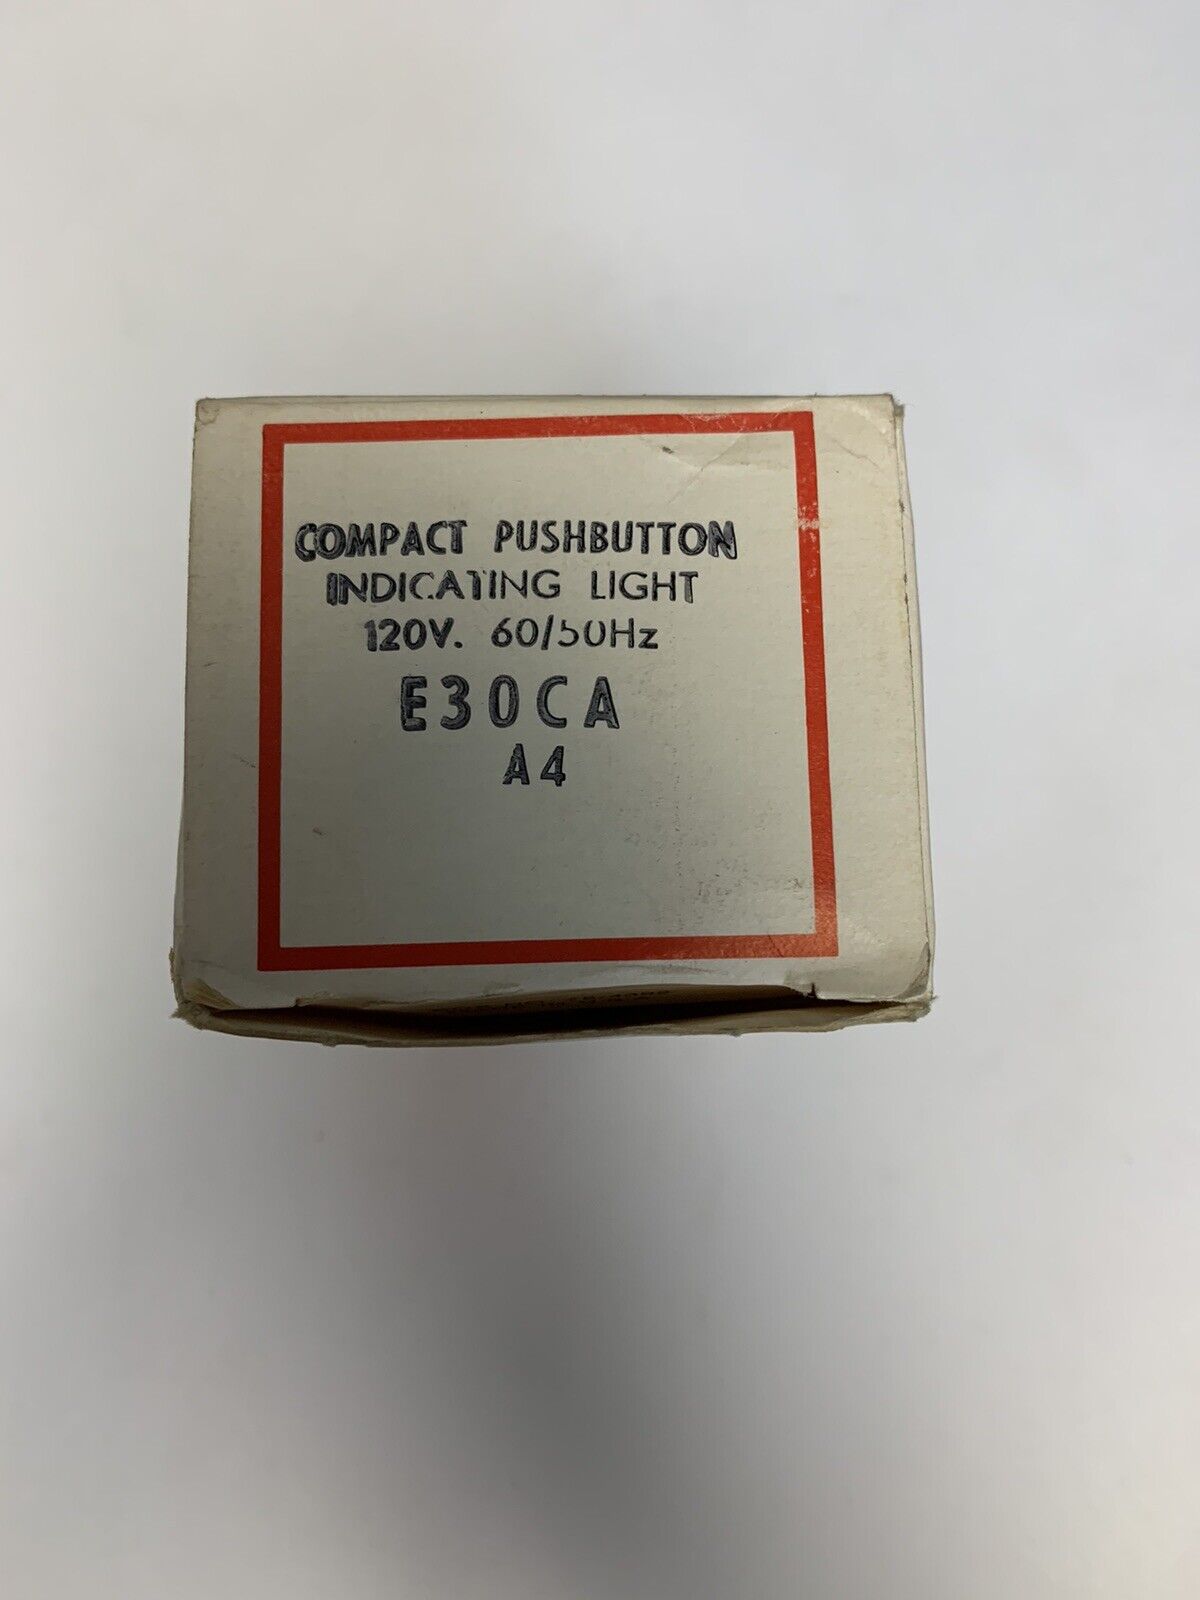 COMPACT PUSHBUTTON
INDICATING LIGHT
120V. 60/50Hz
E30CA
A4